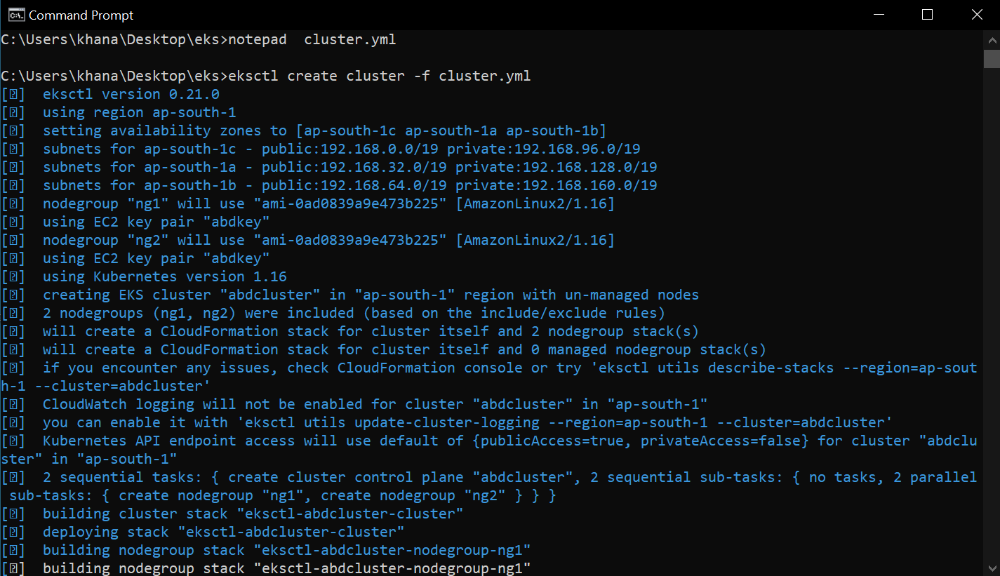 Command Prompt
C:\Users\khana\Desktop\eks>notepad  cluster.yml
C:\Users\khana\Desktop\eks>eksctl create cluster -f cluster.yml
[⍰]  eksctl version 0.21.0
[⍰]  using region ap-south-1
[⍰]  setting availability zones to [ap-south-1c ap-south-1a ap-south-1b]
[⍰]  subnets for ap-south-1c - public:192.168.0.0/19 private:192.168.96.0/19
[⍰]  subnets for ap-south-1a - public:192.168.32.0/19 private:192.168.128.0/19
[⍰]  subnets for ap-south-1b - public:192.168.64.0/19 private:192.168.160.0/19
[⍰]  nodegroup "ng1" will use "ami-0ad0839a9e473b225" [AmazonLinux2/1.16]
[⍰]  using EC2 key pair "abdkey"
[⍰]  nodegroup "ng2" will use "ami-0ad0839a9e473b225" [AmazonLinux2/1.16]
[⍰]  using EC2 key pair "abdkey"
[⍰]  using Kubernetes version 1.16
[⍰]  creating EKS cluster "abdcluster" in "ap-south-1" region with un-managed nodes
[⍰]  2 nodegroups (ng1, ng2) were included (based on the include/exclude rules)
[⍰]  will create a CloudFormation stack for cluster itself and 2 nodegroup stack(s)
[⍰]  will create a CloudFormation stack for cluster itself and 0 managed nodegroup stack(s)
[⍰]  if you encounter any issues, check CloudFormation console or try 'eksctl utils describe-stacks --region=ap-sout
h-1 --cluster=abdcluster'
[⍰]  CloudWatch logging will not be enabled for cluster "abdcluster" in "ap-south-1"
[⍰]  you can enable it with 'eksctl utils update-cluster-logging --region=ap-south-1 --cluster=abdcluster'
[⍰]  Kubernetes API endpoint access will use default of {publicAccess=true, privateAccess=false} for cluster "abdclu
ster" in "ap-south-1"
[⍰]  2 sequential tasks: { create cluster control plane "abdcluster", 2 sequential sub-tasks: { no tasks, 2 parallel
 sub-tasks: { create nodegroup "ng1", create nodegroup "ng2" } } }
[⍰]  building cluster stack "eksctl-abdcluster-cluster"
[⍰]  deploying stack "eksctl-abdcluster-cluster"
[⍰]  building nodegroup stack "eksctl-abdcluster-nodegroup-ng1"
[⍰]  building nodegroup stack "eksctl-abdcluster-nodegroup-ng1"